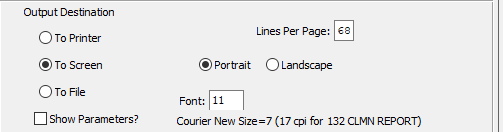 Output Destination
To Printer
Lines Per Page: 68
To Screen
Portrait
Landscape
To File
Font: 11
Show Parameters?
Courier New Size=7 (17 cpi for 132 CLMN REPORT)